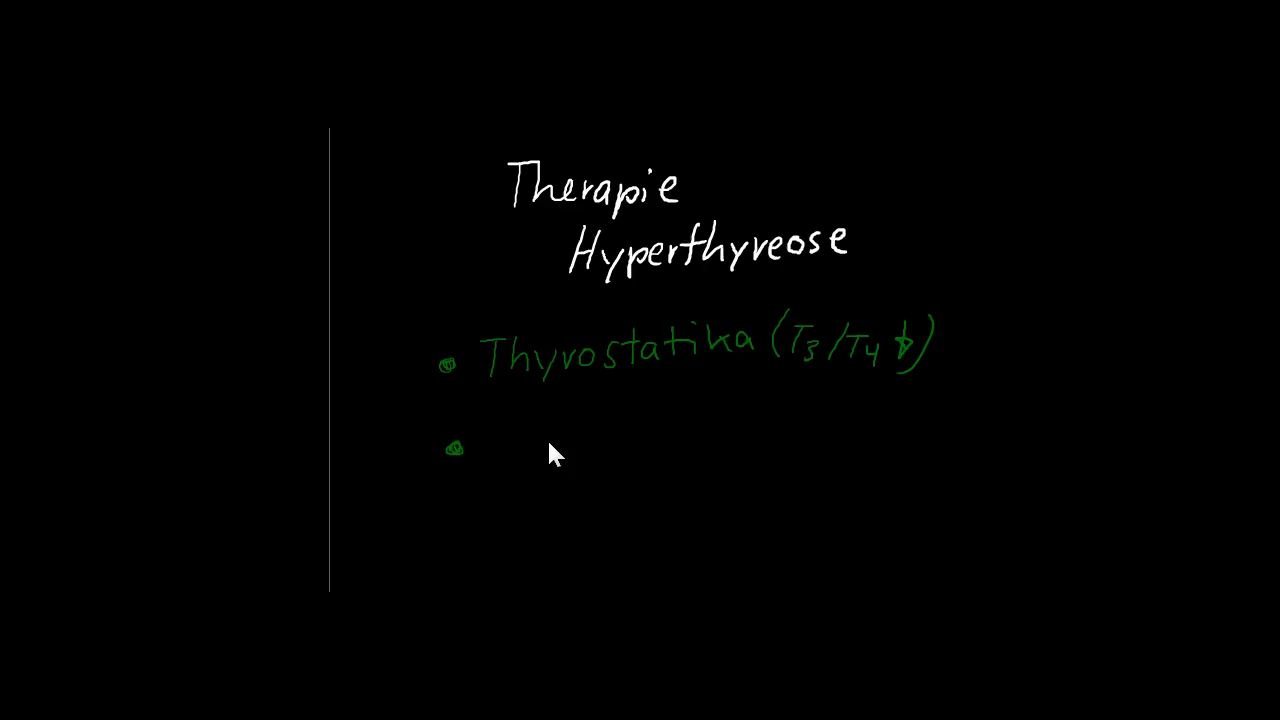 Therapie
Hyperthyreose
• Thyrostatika (T3/T4 ↓)
•